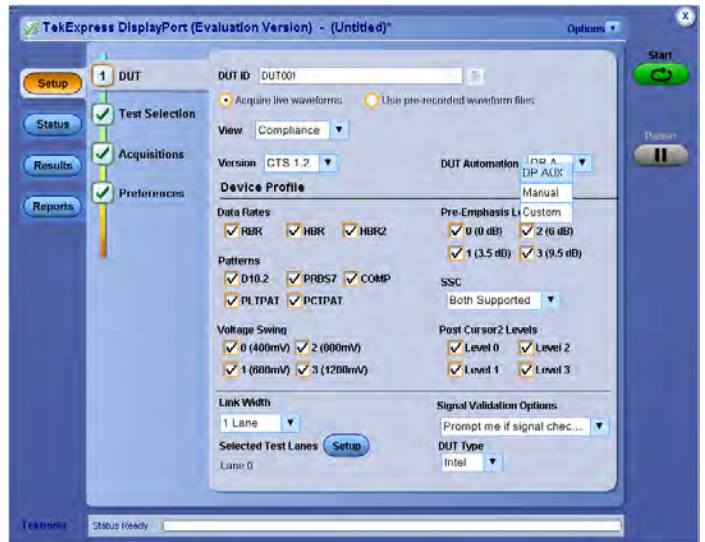 TekExpress DisplayPort (Evaluation Version) - (Untitled)*
Options
x
Start
Setup
Status
Results
Reports
1 DUT
Test Selection
Acquisitions
Preferences
DUT ID DUT001
Acquire live waveforms Use pre-recorded waveform files
View Compliance
Pause
Version CTS 1.2 DUT Automation
DP AUX
Manual
Custom
Device Profile
Data Rates
RBR HBR HBR2
Pre-Emphasis
0 (0 dB) 2 (6 dB)
1 (3.5 dB) 3 (9.5 dB)
Patterns
D10.2 PRBS7 COMP
PLTPAT PCTPAT
SSC
Both Supported
Voltage Swing
0 (400mV) 2 (800mV)
1 (600mV) 3 (1200mV)
Post Cursor2 Levels
Level 0 Level 2
Level 1 Level 3
Link Width
1 Lane
Signal Validation Options
Prompt me if signal chec...
Selected Test Lanes Setup
Lane 0
DUT Type
Intel
Tektronix
Status Ready